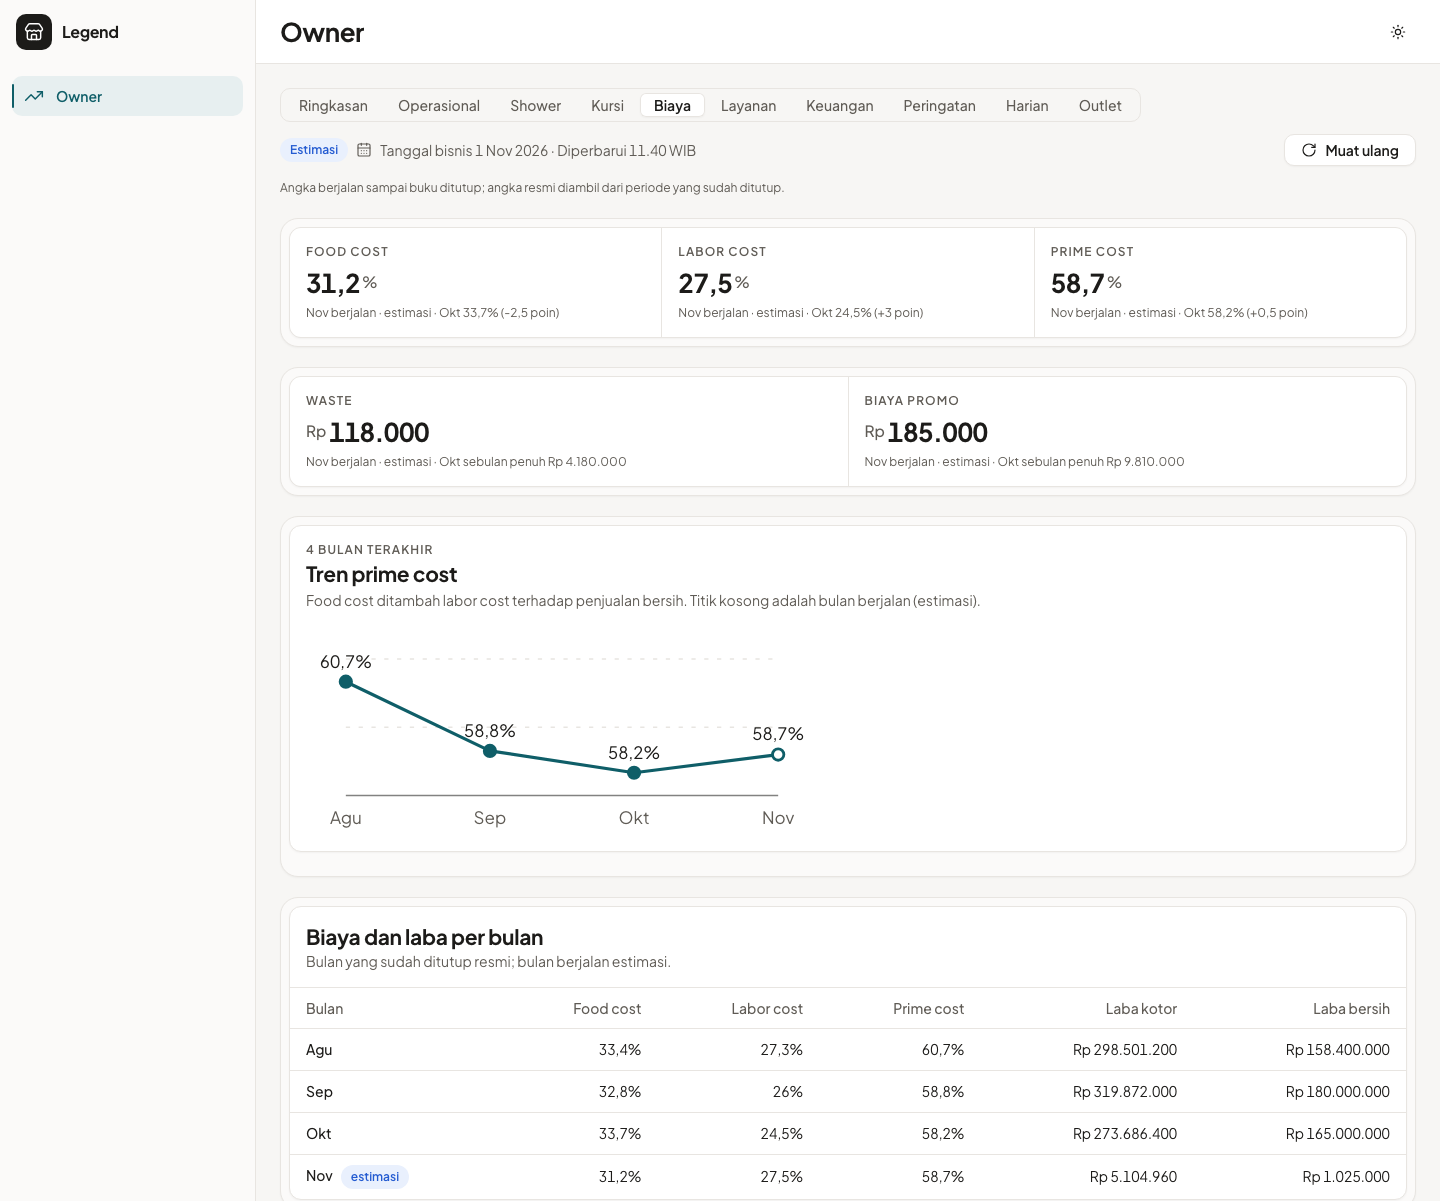 Legend
Owner
Owner
Ringkasan Operasional Shower Kursi Biaya Layanan Keuangan Peringatan Harian Outlet
Estimasi Tanggal bisnis 1 Nov 2026 · Diperbarui 11.40 WIB
Muat ulang
Angka berjalan sampai buku ditutup; angka resmi diambil dari periode yang sudah ditutup.
FOOD COST
31,2%
Nov berjalan · estimasi · Okt 33,7% (-2,5 poin)
LABOR COST
27,5%
Nov berjalan · estimasi · Okt 24,5% (+3 poin)
PRIME COST
58,7%
Nov berjalan · estimasi · Okt 58,2% (+0,5 poin)
WASTE
Rp 118.000
Nov berjalan · estimasi · Okt sebulan penuh Rp 4.180.000
BIAYA PROMO
Rp 185.000
Nov berjalan · estimasi · Okt sebulan penuh Rp 9.810.000
4 BULAN TERAKHIR
Tren prime cost
Food cost ditambah labor cost terhadap penjualan bersih. Titik kosong adalah bulan berjalan (estimasi).
60,7%
58,8%
58,2%
58,7%
Agu Sep Okt Nov
Biaya dan laba per bulan
Bulan yang sudah ditutup resmi; bulan berjalan estimasi.
Bulan Food cost Labor cost Prime cost Laba kotor Laba bersih
Agu 33,4% 27,3% 60,7% Rp 298.501.200 Rp 158.400.000
Sep 32,8% 26% 58,8% Rp 319.872.000 Rp 180.000.000
Okt 33,7% 24,5% 58,2% Rp 273.686.400 Rp 165.000.000
Nov estimasi 31,2% 27,5% 58,7% Rp 5.104.960 Rp 1.025.000